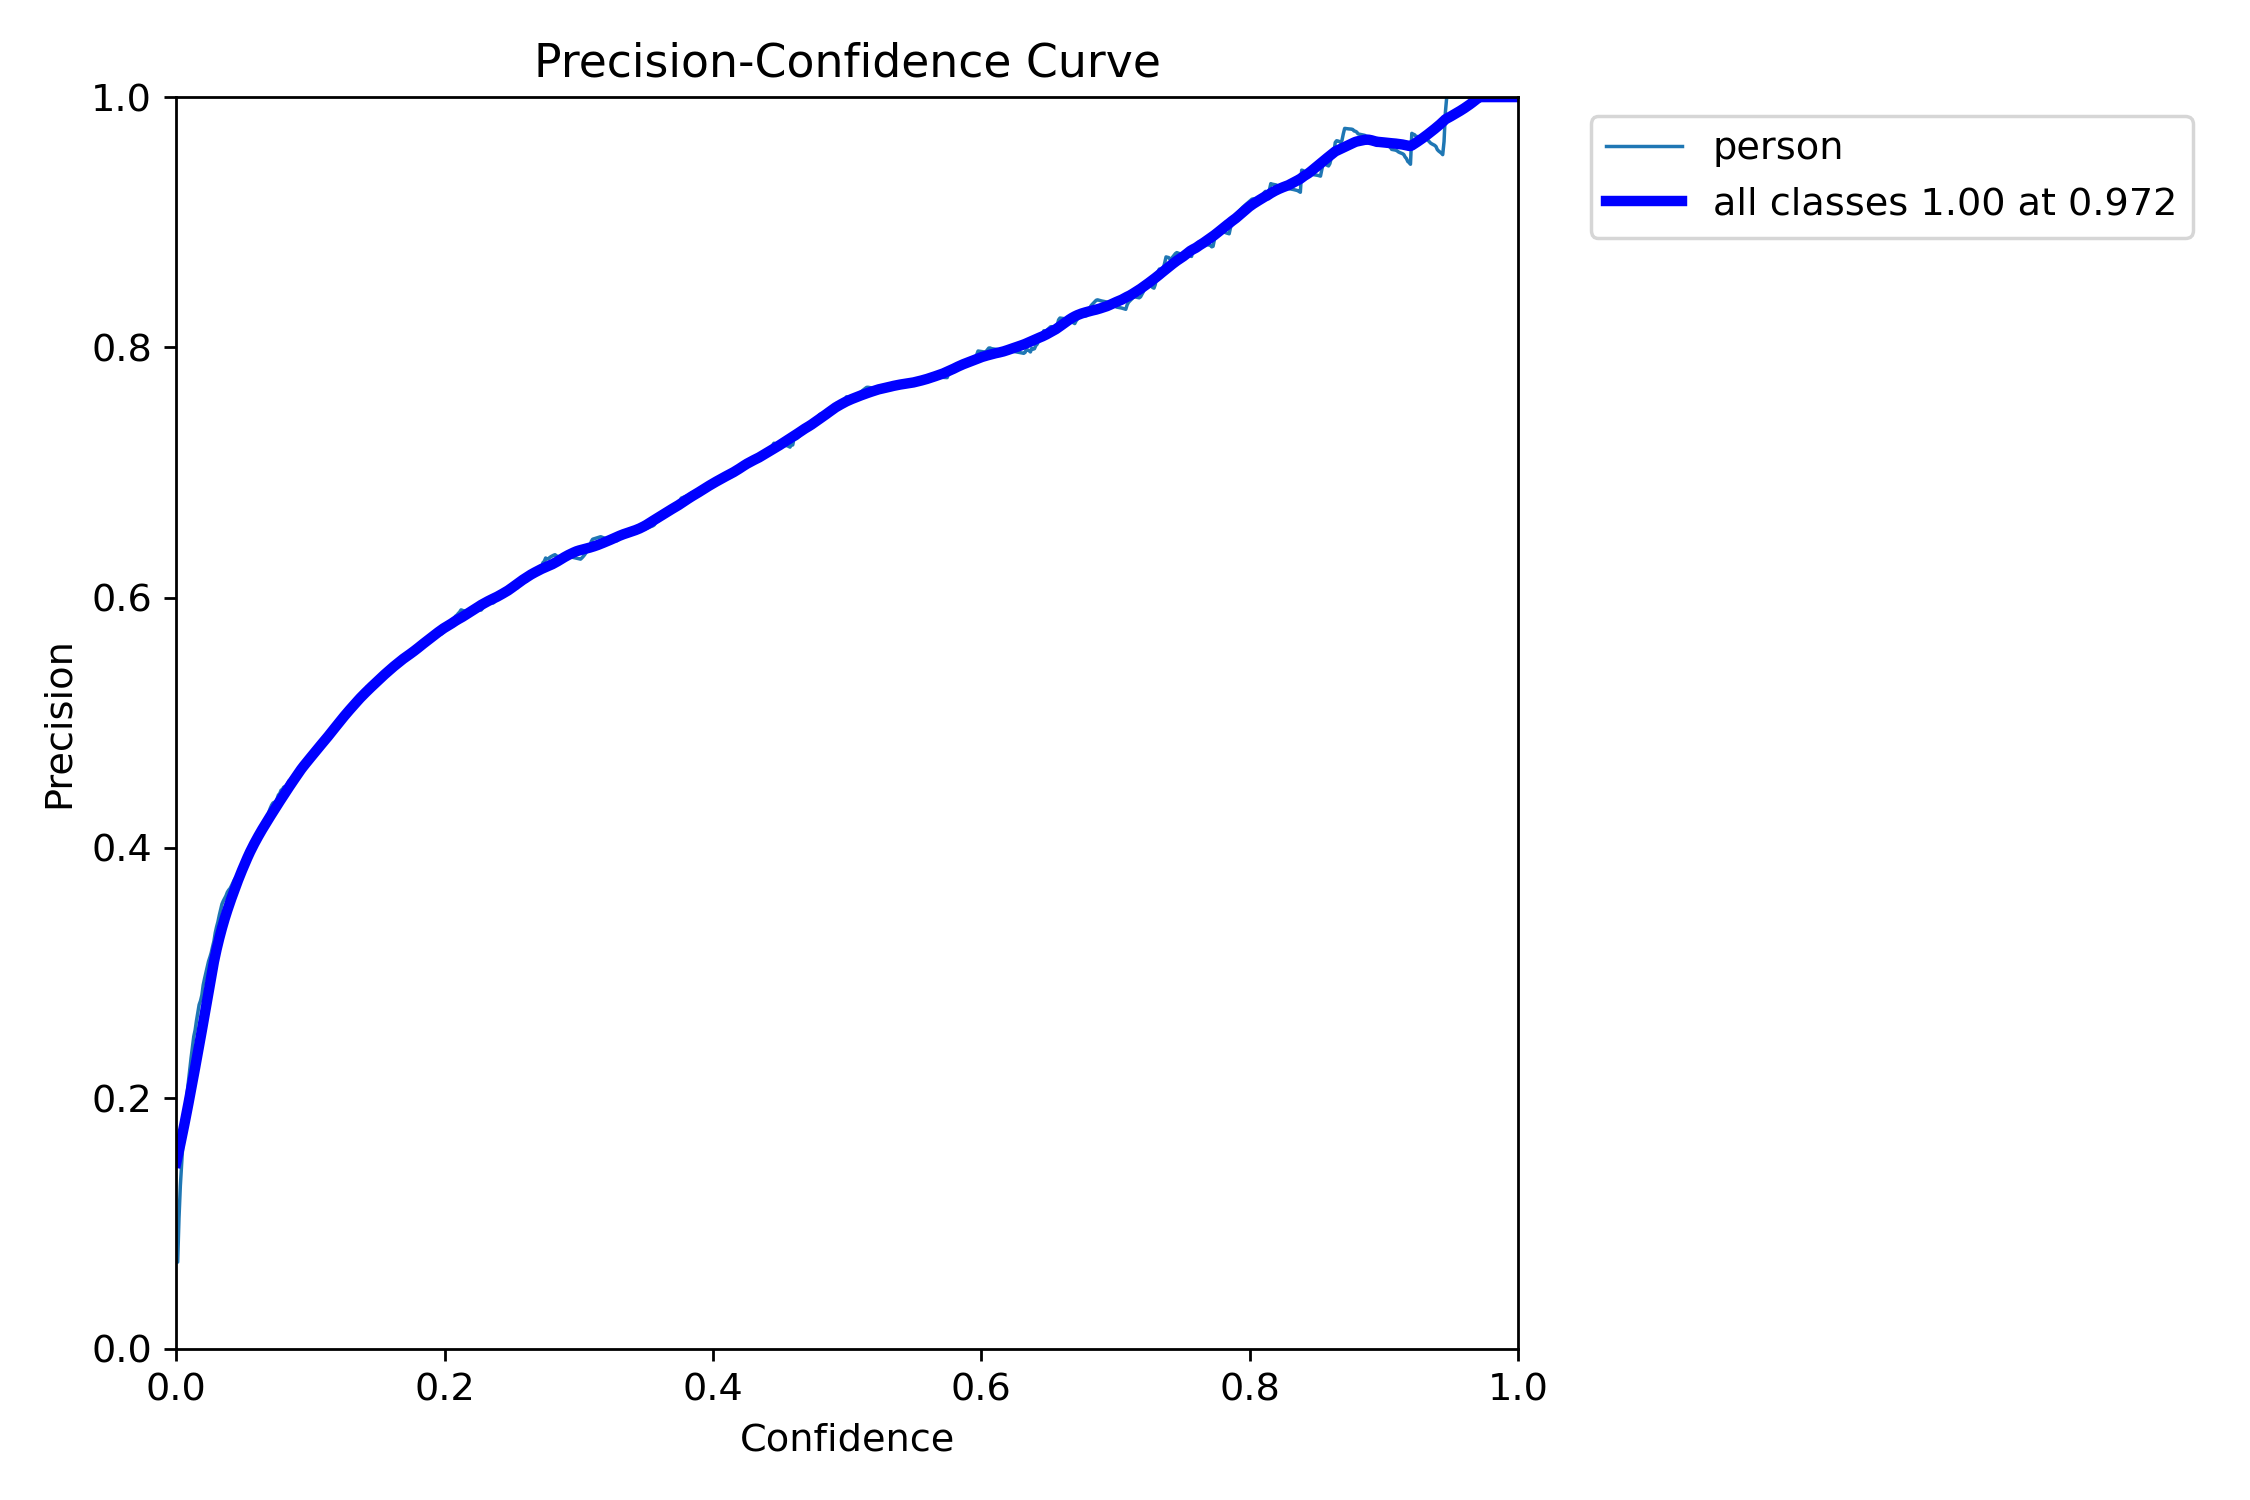 Precision-Confidence Curve
person
all classes 1.00 at 0.972
1.0
0.8
0.6
0.4
0.2
0.0
Precision
0.0 0.2 0.4 0.6 0.8 1.0
Confidence